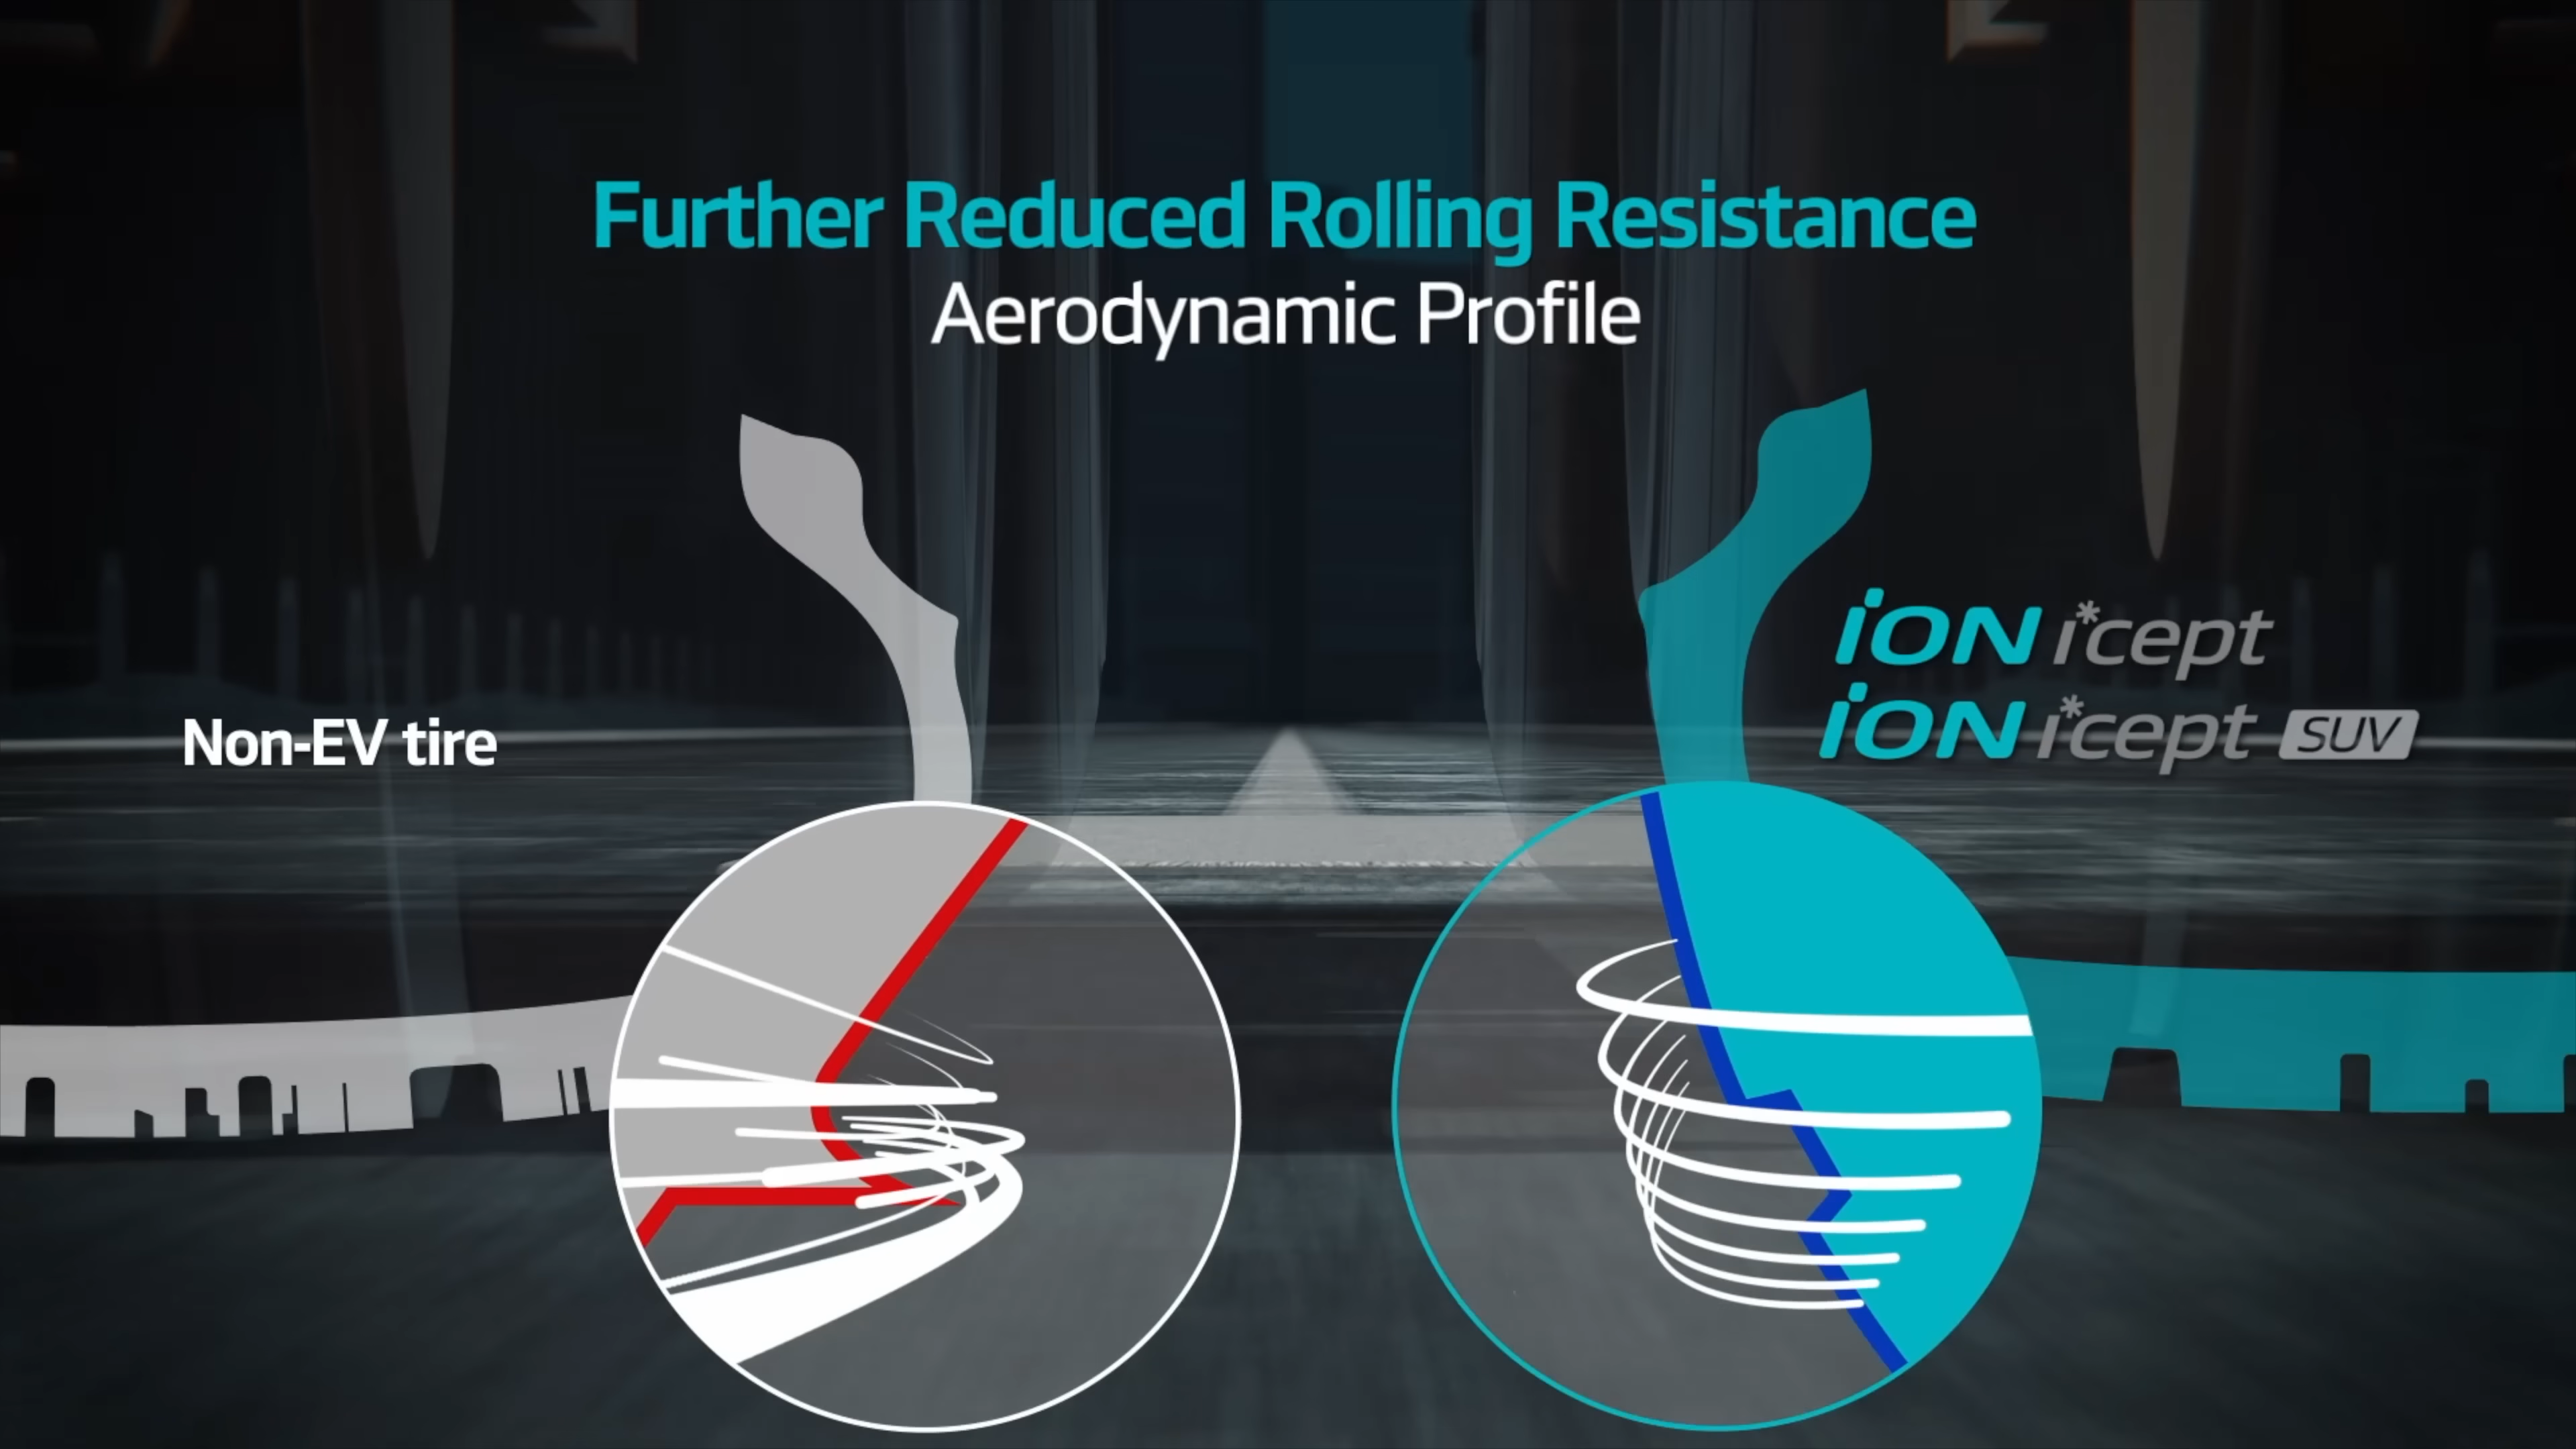 Further Reduced Rolling Resistance
Aerodynamic Profile
Non-EV tire
iON i*cept
iON i*cept SUV